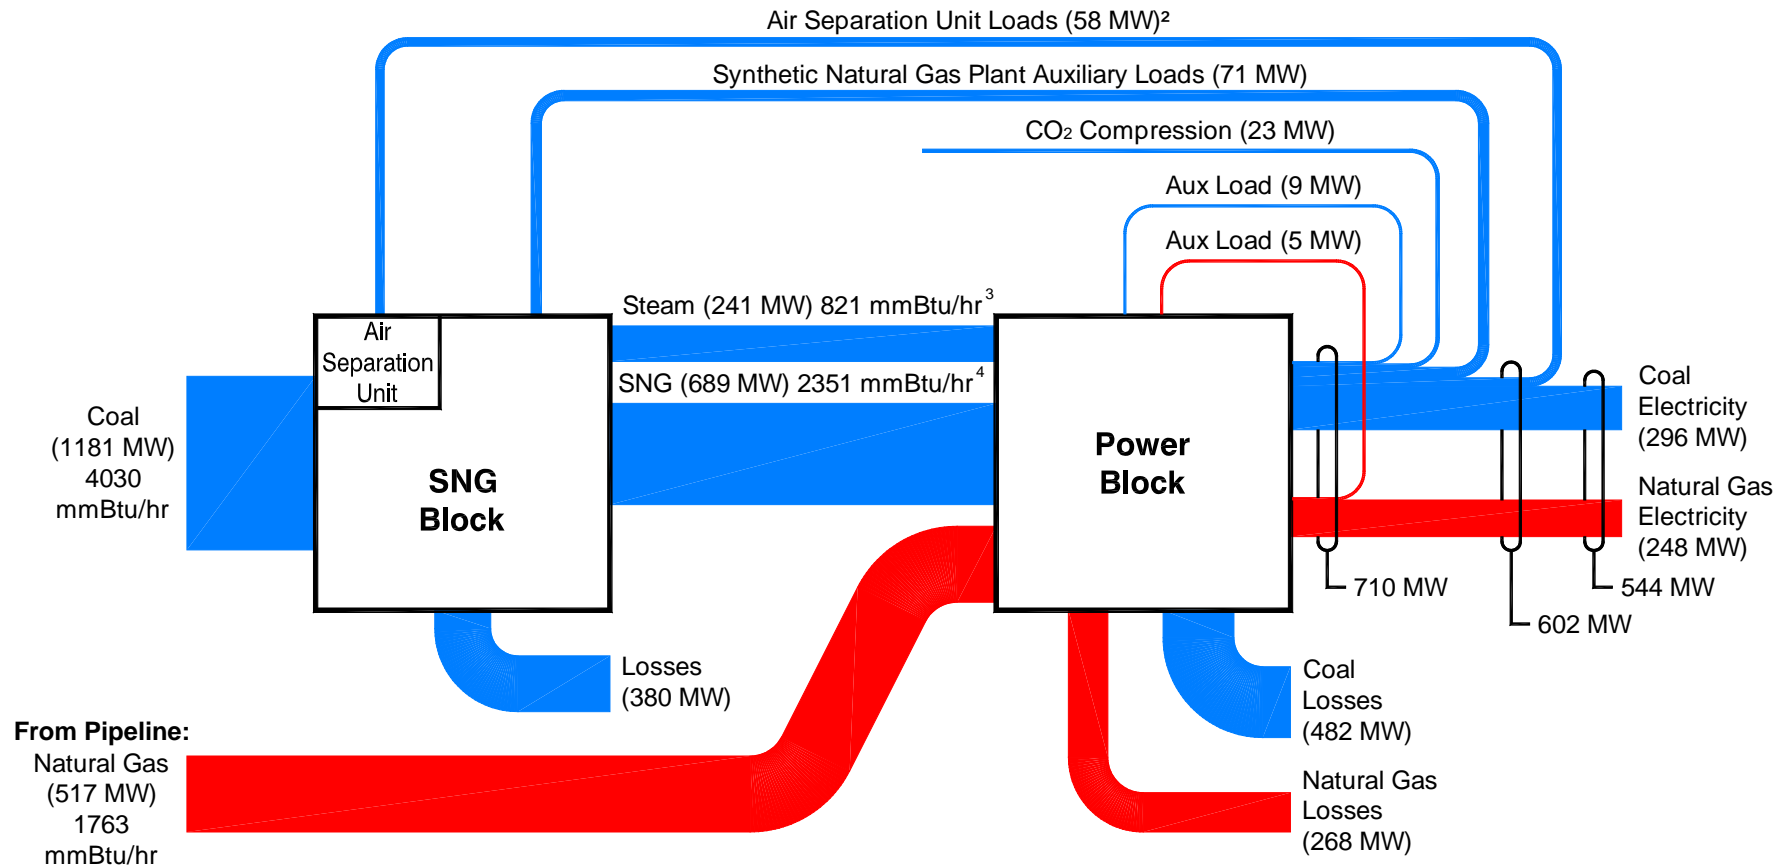 Air Separation Unit Loads (58 MW)²
Synthetic Natural Gas Plant Auxiliary Loads (71 MW)
CO₂ Compression (23 MW)
Aux Load (9 MW)
Aux Load (5 MW)
Steam (241 MW) 821 mmBtu/hr³
SNG (689 MW) 2351 mmBtu/hr⁴
Air
Separation
Unit
Coal
(1181 MW)
4030
mmBtu/hr
SNG
Block
Power
Block
Coal
Electricity
(296 MW)
Natural Gas
Electricity
(248 MW)
710 MW
544 MW
602 MW
Losses
(380 MW)
Coal
Losses
(482 MW)
From Pipeline:
Natural Gas
(517 MW)
1763
mmBtu/hr
Natural Gas
Losses
(268 MW)